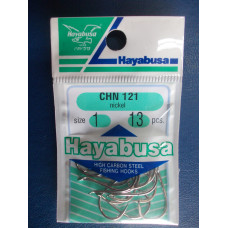 Hayabusa
Hayabusa
CHN 121
nickel
size 1 13 pcs.
Hayabusa
HIGH CARBON STEEL
FISHING HOOKS